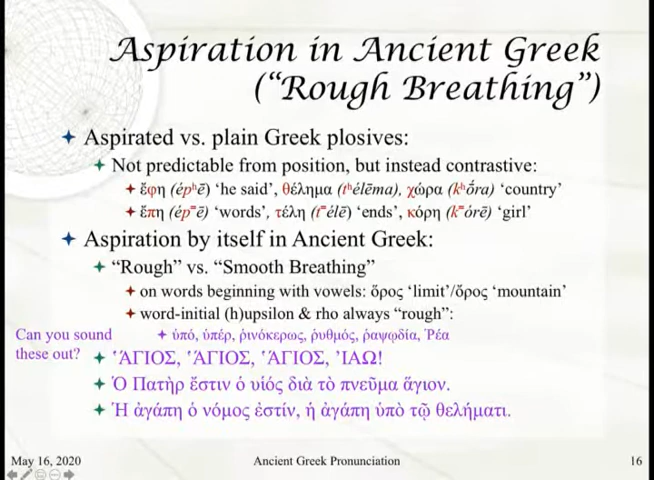 Aspiration in Ancient Greek
(“Rough Breathing”)
Aspirated vs. plain Greek plosives:
Not predictable from position, but instead contrastive:
ἔφη (épʰē) ‘he said’, θέλημα (tʰélēma), χώρα (kʰṓra) ‘country’
ἔπη (ép⁼ē) ‘words’, τέλη (t⁼élē) ‘ends’, κόρη (k⁼órē) ‘girl’
Aspiration by itself in Ancient Greek:
“Rough” vs. “Smooth Breathing”
on words beginning with vowels: ὅρος ‘limit’/ὄρος ‘mountain’
word-initial (h)upsilon & rho always “rough”:
Can you sound
these out?
ὑπό, ὑπέρ, ῥινόκερως, ῥυθμός, ῥαψῳδία, Ῥέα
ἍΓΙΟΣ, ἍΓΙΟΣ, ἍΓΙΟΣ, ἸΑΩ!
Ὁ Πατὴρ ἔστιν ὁ υἱός διὰ τὸ πνεῦμα ἅγιον.
Ἡ ἀγάπη ὁ νόμος ἐστίν, ἡ ἀγάπη ὑπὸ τῷ θελήματι.
May 16, 2020
Ancient Greek Pronunciation
16